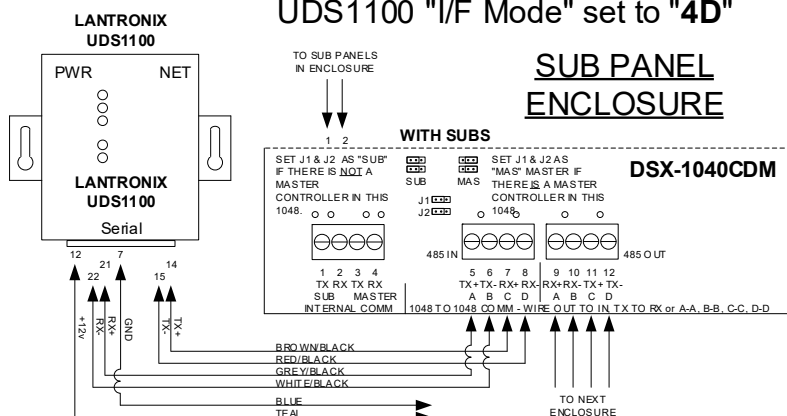 UDS1100 "I/F Mode" set to "4D"
LANTRONIX
UDS1100
PWR NET
LANTRONIX
UDS1100
Serial
12 22 21 7 15 14
+12v RX- RX+ GND TX- TX+
TO SUB PANELS
IN ENCLOSURE
1 2
SUB PANEL
ENCLOSURE
WITH SUBS
SET J1 & J2 AS "SUB"
IF THERE IS NOT A
MASTER
CONTROLLER IN THIS
1048.
SUB MAS
J1
J2
SET J1 & J2 AS
"MAS" MASTER IF
THERE IS A MASTER
CONTROLLER IN THIS
1048.
DSX-1040CDM
485 IN
485 OUT
1 2 3 4
TX RX TX RX
SUB MASTER
INTERNAL COMM
5 6 7 8 9 10 11 12
TX+ TX- RX+ RX- RX+ RX- TX+ TX-
A B C D A B C D
1048 TO 1048 COMM - WIRE OUT TO IN, TX TO RX or A-A, B-B, C-C, D-D
BROWN/BLACK
RED/BLACK
GREY/BLACK
WHITE/BLACK
BLUE
TEAL
TO NEXT
ENCLOSURE